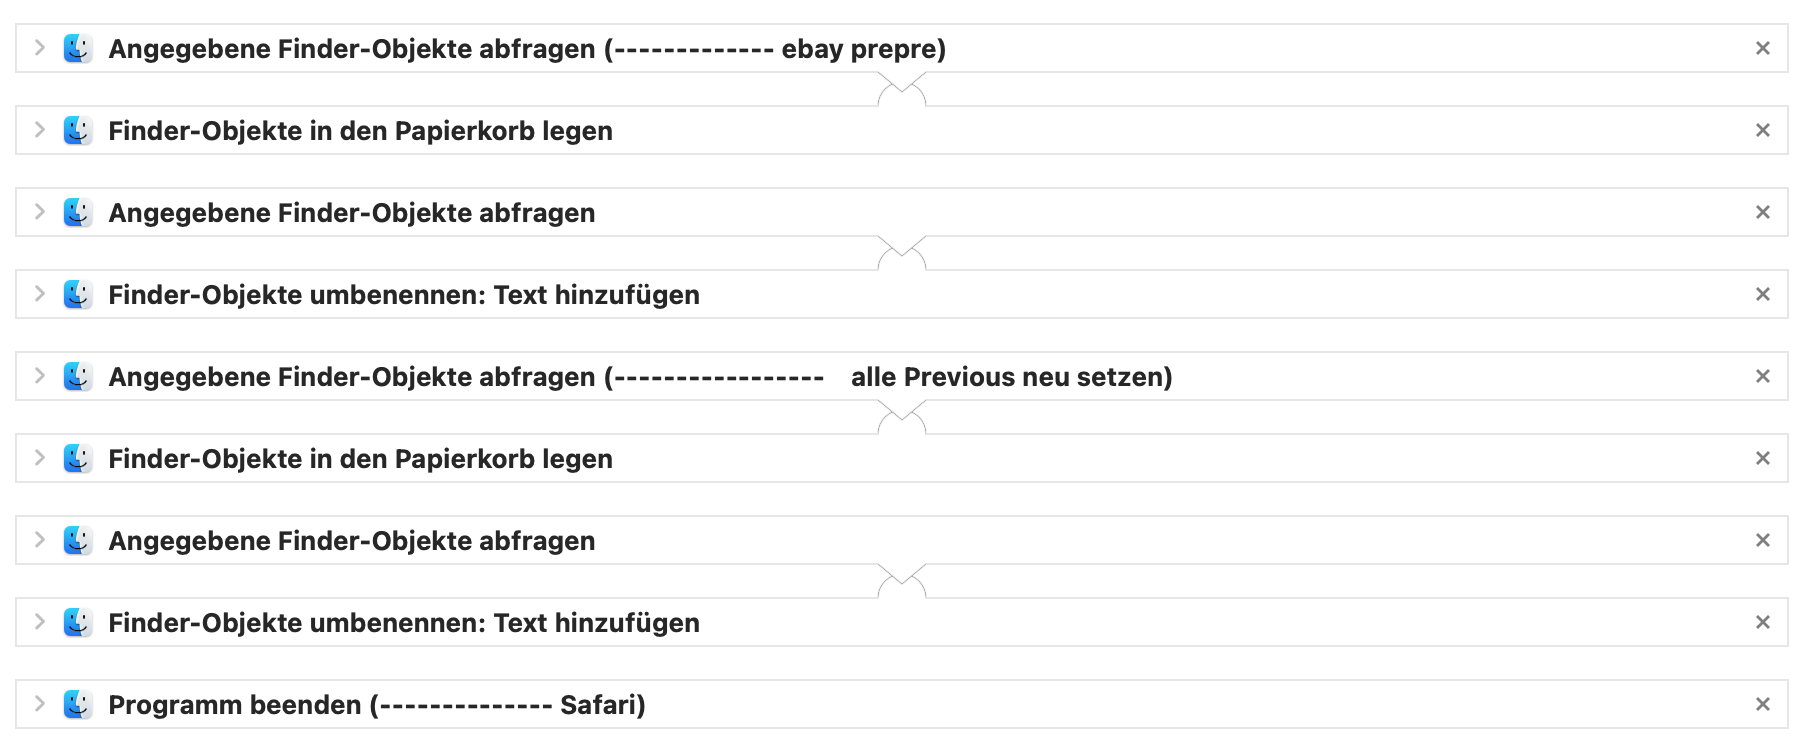 Angegebene Finder-Objekte abfragen (------------- ebay prepre)
Finder-Objekte in den Papierkorb legen
Angegebene Finder-Objekte abfragen
Finder-Objekte umbenennen: Text hinzufügen
Angegebene Finder-Objekte abfragen (-----------------   alle Previous neu setzen)
Finder-Objekte in den Papierkorb legen
Angegebene Finder-Objekte abfragen
Finder-Objekte umbenennen: Text hinzufügen
Programm beenden (-------------- Safari)